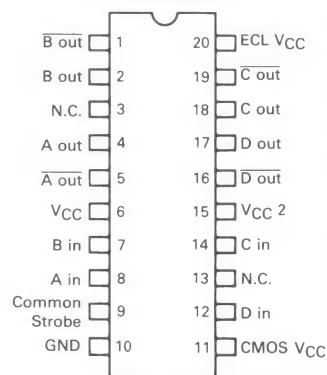 B out 1 20 ECL VCC
B out 2 19 C out
N.C. 3 18 C out
A out 4 17 D out
A out 5 16 D out
VCC 6 15 VCC 2
B in 7 14 C in
A in 8 13 N.C.
Common
Strobe 9 12 D in
GND 10 11 CMOS VCC